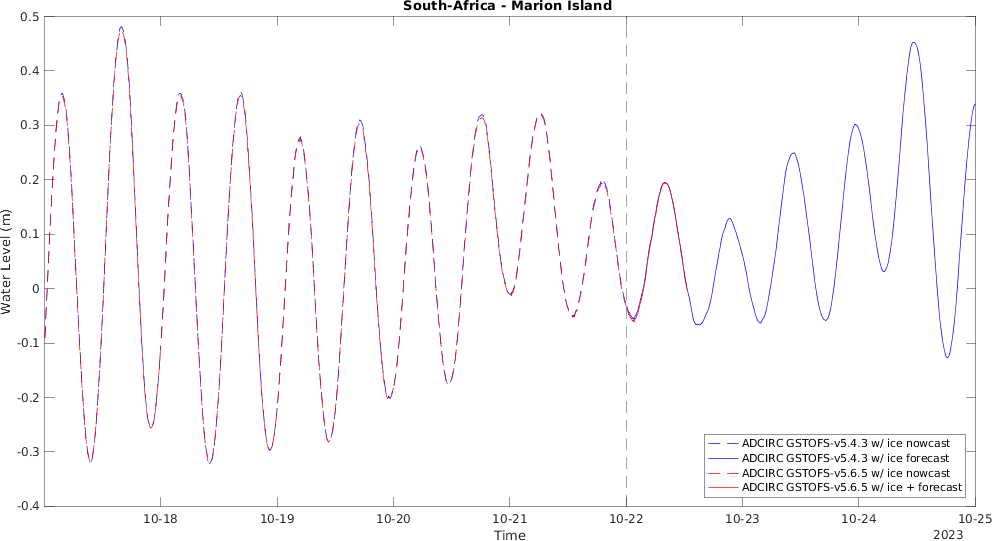 South-Africa - Marion Island
0.5
0.4
0.3
0.2
0.1
0
-0.1
-0.2
-0.3
-0.4
Water Level (m)
ADCIRC GSTOFS-v5.4.3 w/ ice nowcast
ADCIRC GSTOFS-v5.4.3 w/ ice forecast
ADCIRC GSTOFS-v5.6.5 w/ ice nowcast
ADCIRC GSTOFS-v5.6.5 w/ ice + forecast
10-18 10-19 10-20 10-21 10-22 10-23 10-24 10-25
Time
2023